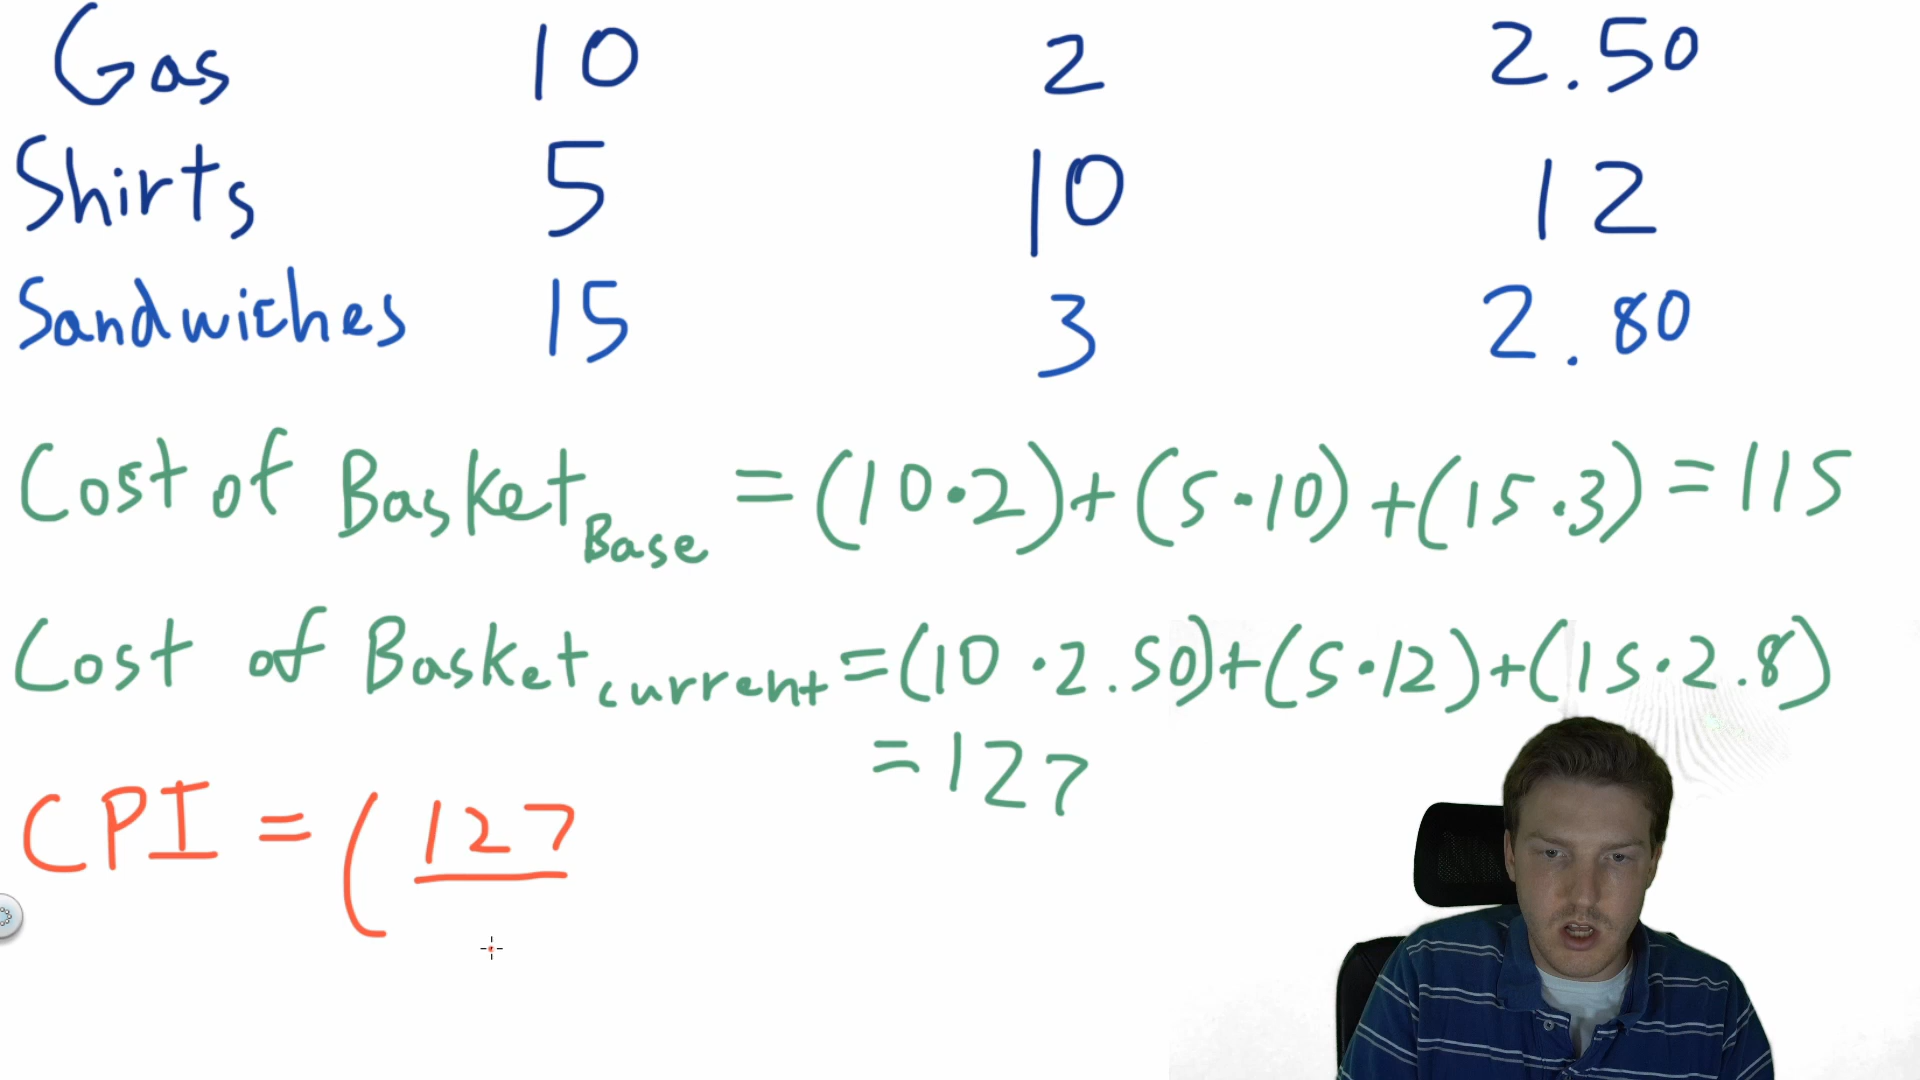 Gas 10 2 2.50
Shirts 5 10 12
Sandwiches 15 3 2.80
Cost of Basket Base = (10·2)+(5·10)+(15·3)=115
Cost of Basket current =(10·2.50)+(5·12)+(15·2.8)
=127
CPI = (127